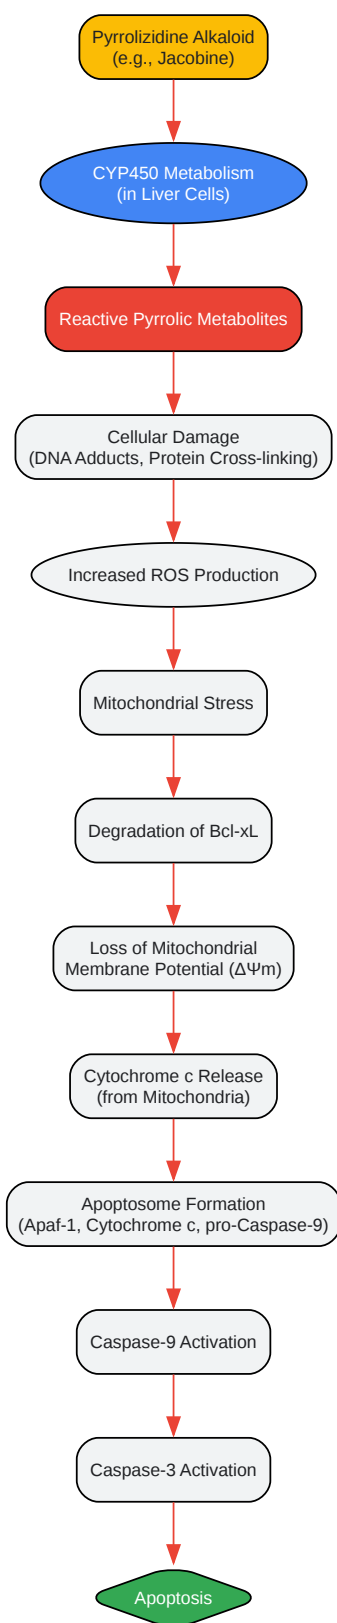 Pyrrolizidine Alkaloid
(e.g., Jacobine)
CYP450 Metabolism
(in Liver Cells)
Reactive Pyrrolic Metabolites
Cellular Damage
(DNA Adducts, Protein Cross-linking)
Increased ROS Production
Mitochondrial Stress
Degradation of Bcl-xL
Loss of Mitochondrial
Membrane Potential (ΔΨm)
Cytochrome c Release
(from Mitochondria)
Apoptosome Formation
(Apaf-1, Cytochrome c, pro-Caspase-9)
Caspase-9 Activation
Caspase-3 Activation
Apoptosis